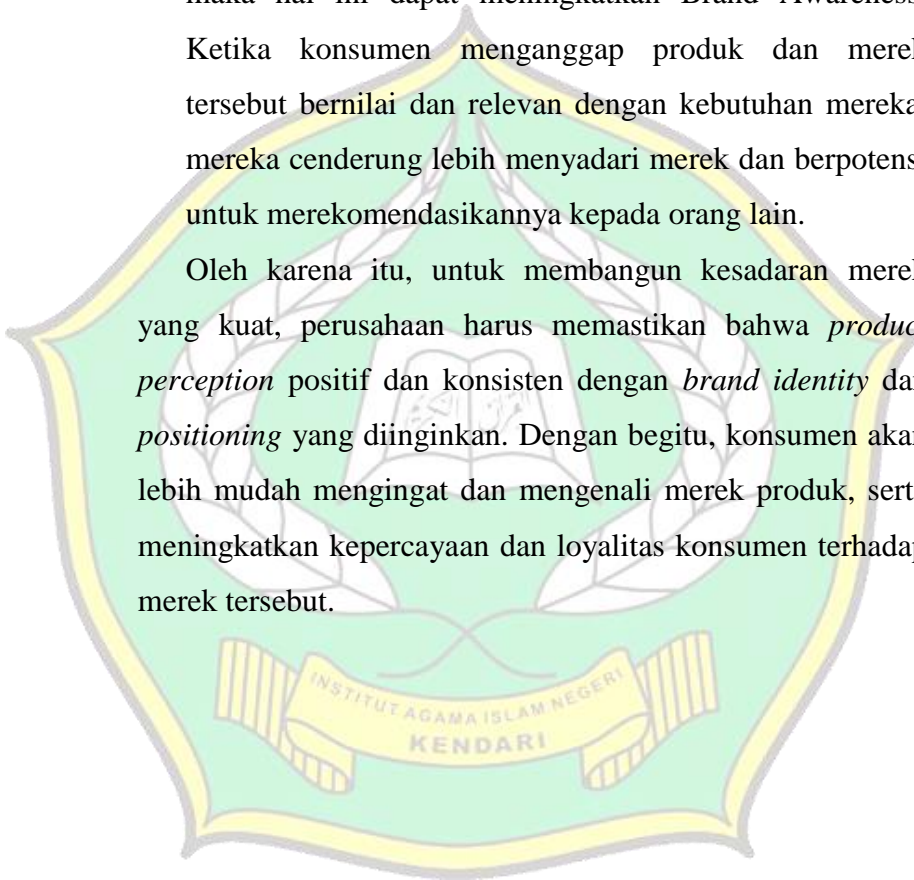 maka hal ini dapat meningkatkan Brand Awareness
Ketika konsumen menganggap produk dan merek
tersebut bernilai dan relevan dengan kebutuhan mereka
mereka cenderung lebih menyadari merek dan berpotens
untuk merekomendasikannya kepada orang lain.
Oleh karena itu, untuk membangun kesadaran merek
yang kuat, perusahaan harus memastikan bahwa produc
perception positif dan konsisten dengan brand identity dan
positioning yang diinginkan. Dengan begitu, konsumen akan
lebih mudah mengingat dan mengenali merek produk, sert
meningkatkan kepercayaan dan loyalitas konsumen terhadap
merek tersebut.
INSTITUT AGAMA ISLAM NEGERI
KENDARI